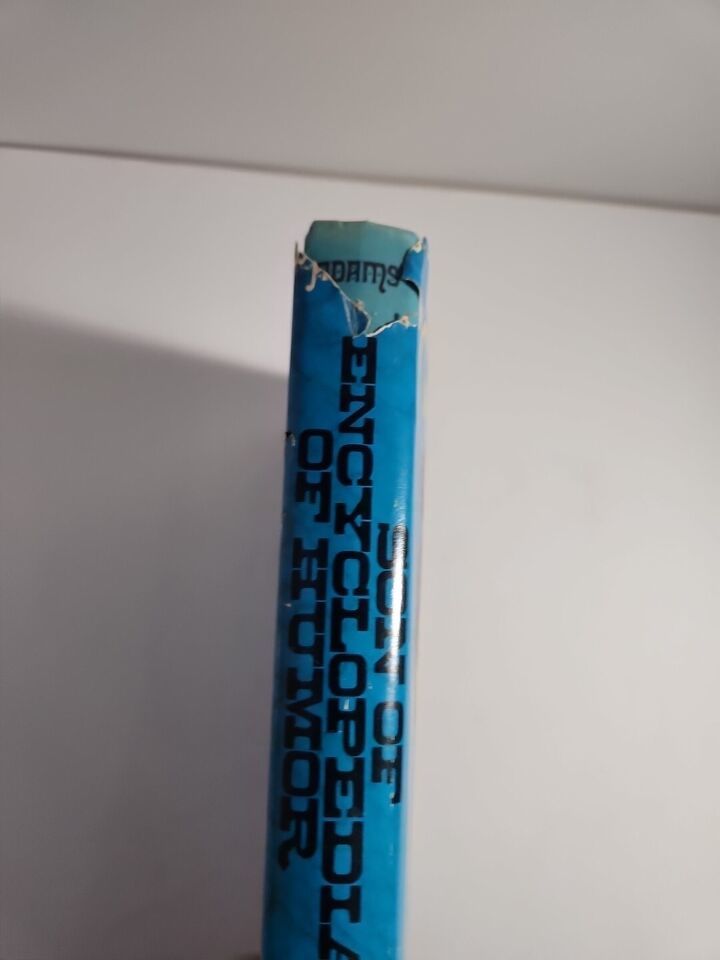 ADAMS
SON OF
ENCYCLOPEDIA
OF HUMOR